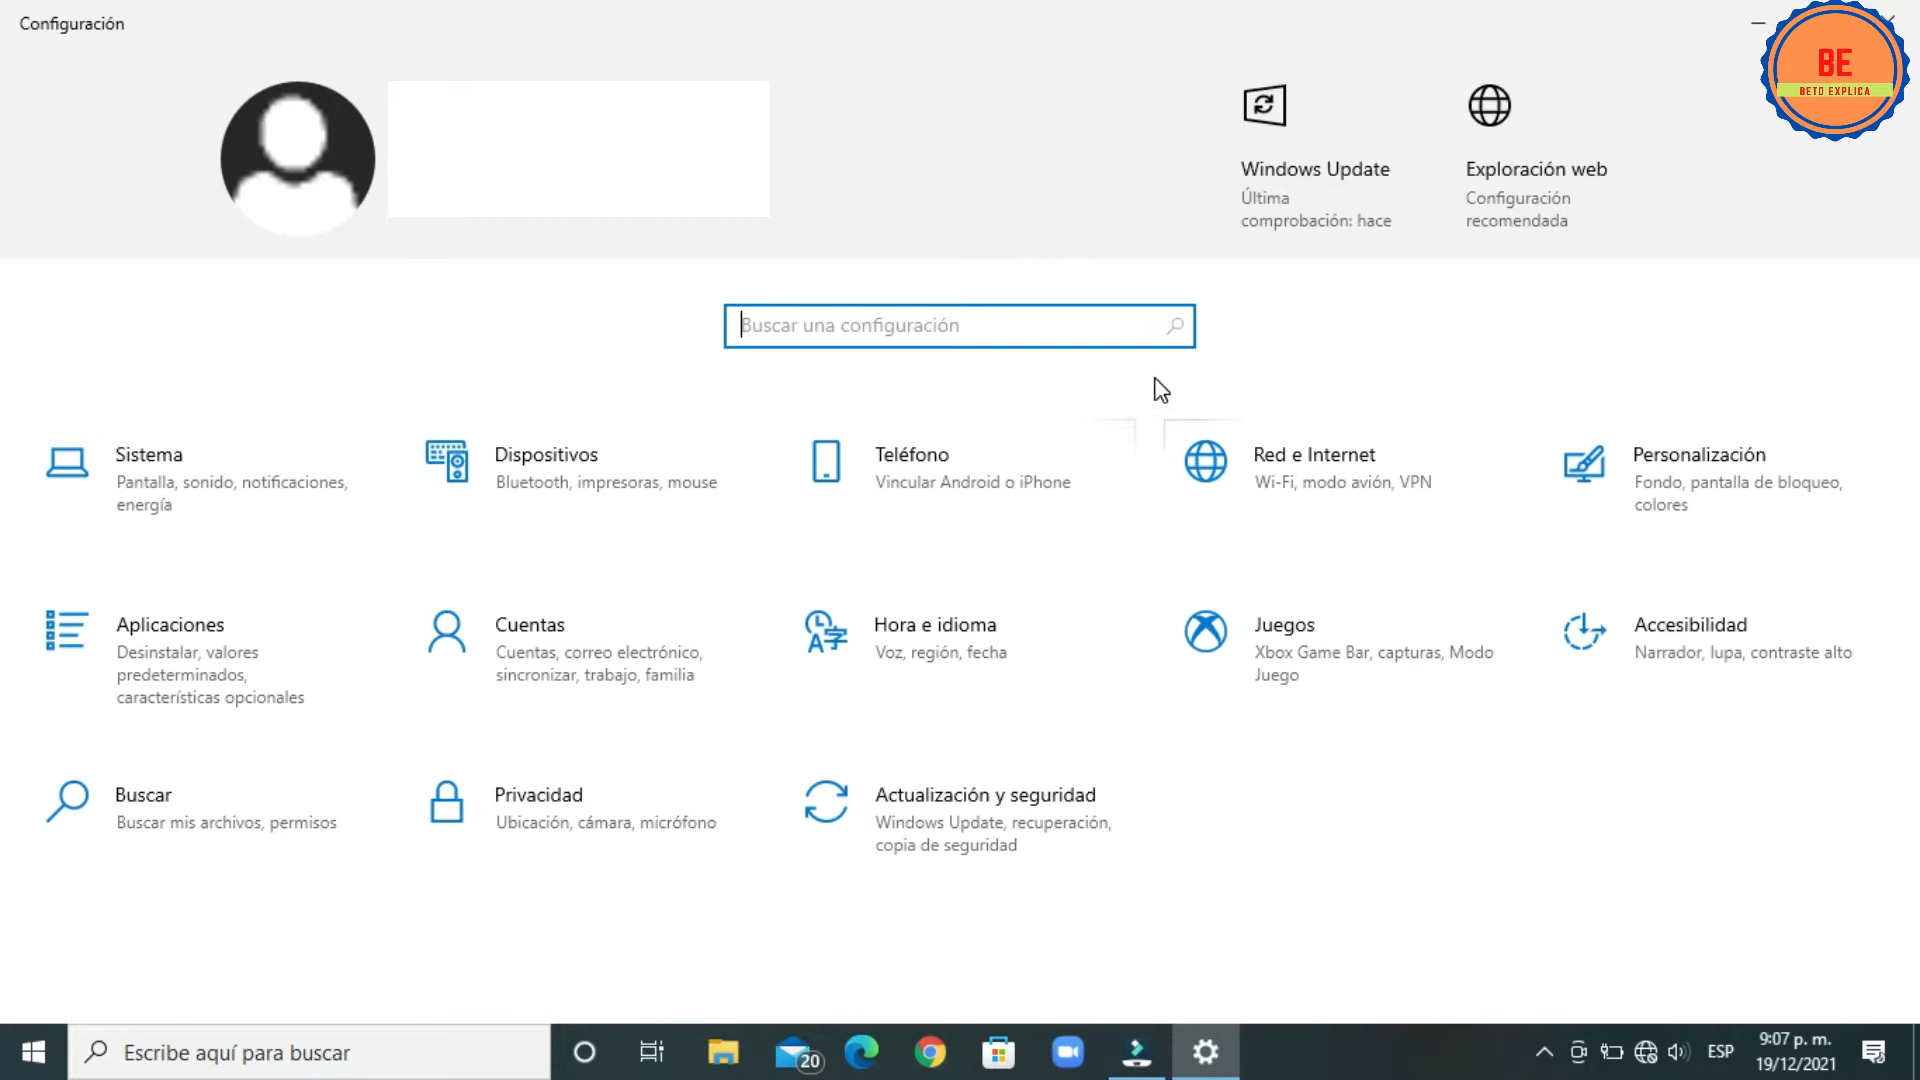 Configuración
BE
BETO EXPLICA
Windows Update
Última
comprobación: hace
Exploración web
Configuración
recomendada
Buscar una configuración
Sistema
Pantalla, sonido, notificaciones,
energía
Dispositivos
Bluetooth, impresoras, mouse
Teléfono
Vincular Android o iPhone
Red e Internet
Wi-Fi, modo avión, VPN
Personalización
Fondo, pantalla de bloqueo,
colores
Aplicaciones
Desinstalar, valores
predeterminados,
características opcionales
Cuentas
Cuentas, correo electrónico,
sincronizar, trabajo, familia
Hora e idioma
Voz, región, fecha
Juegos
Xbox Game Bar, capturas, Modo
Juego
Accesibilidad
Narrador, lupa, contraste alto
Buscar
Buscar mis archivos, permisos
Privacidad
Ubicación, cámara, micrófono
Actualización y seguridad
Windows Update, recuperación,
copia de seguridad
Escribe aquí para buscar
20
ESP
9:07 p. m.
19/12/2021